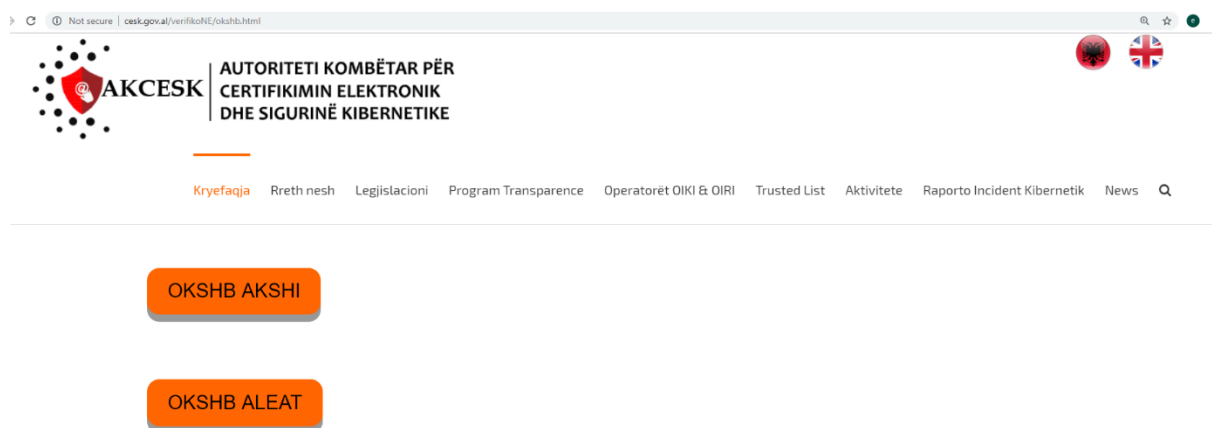 Not secure | cesk.gov.al/verifikoNE/okshb.html
AKCESK
AUTORITETI KOMBËTAR PËR
CERTIFIKIMIN ELEKTRONIK
DHE SIGURINË KIBERNETIKE
Kryefaqja Rreth nesh Legjislacioni Program Transparence Operatorët OIKI & OIRI Trusted List Aktivitete Raporto Incident Kibernetik News
OKSHB AKSHI
OKSHB ALEAT